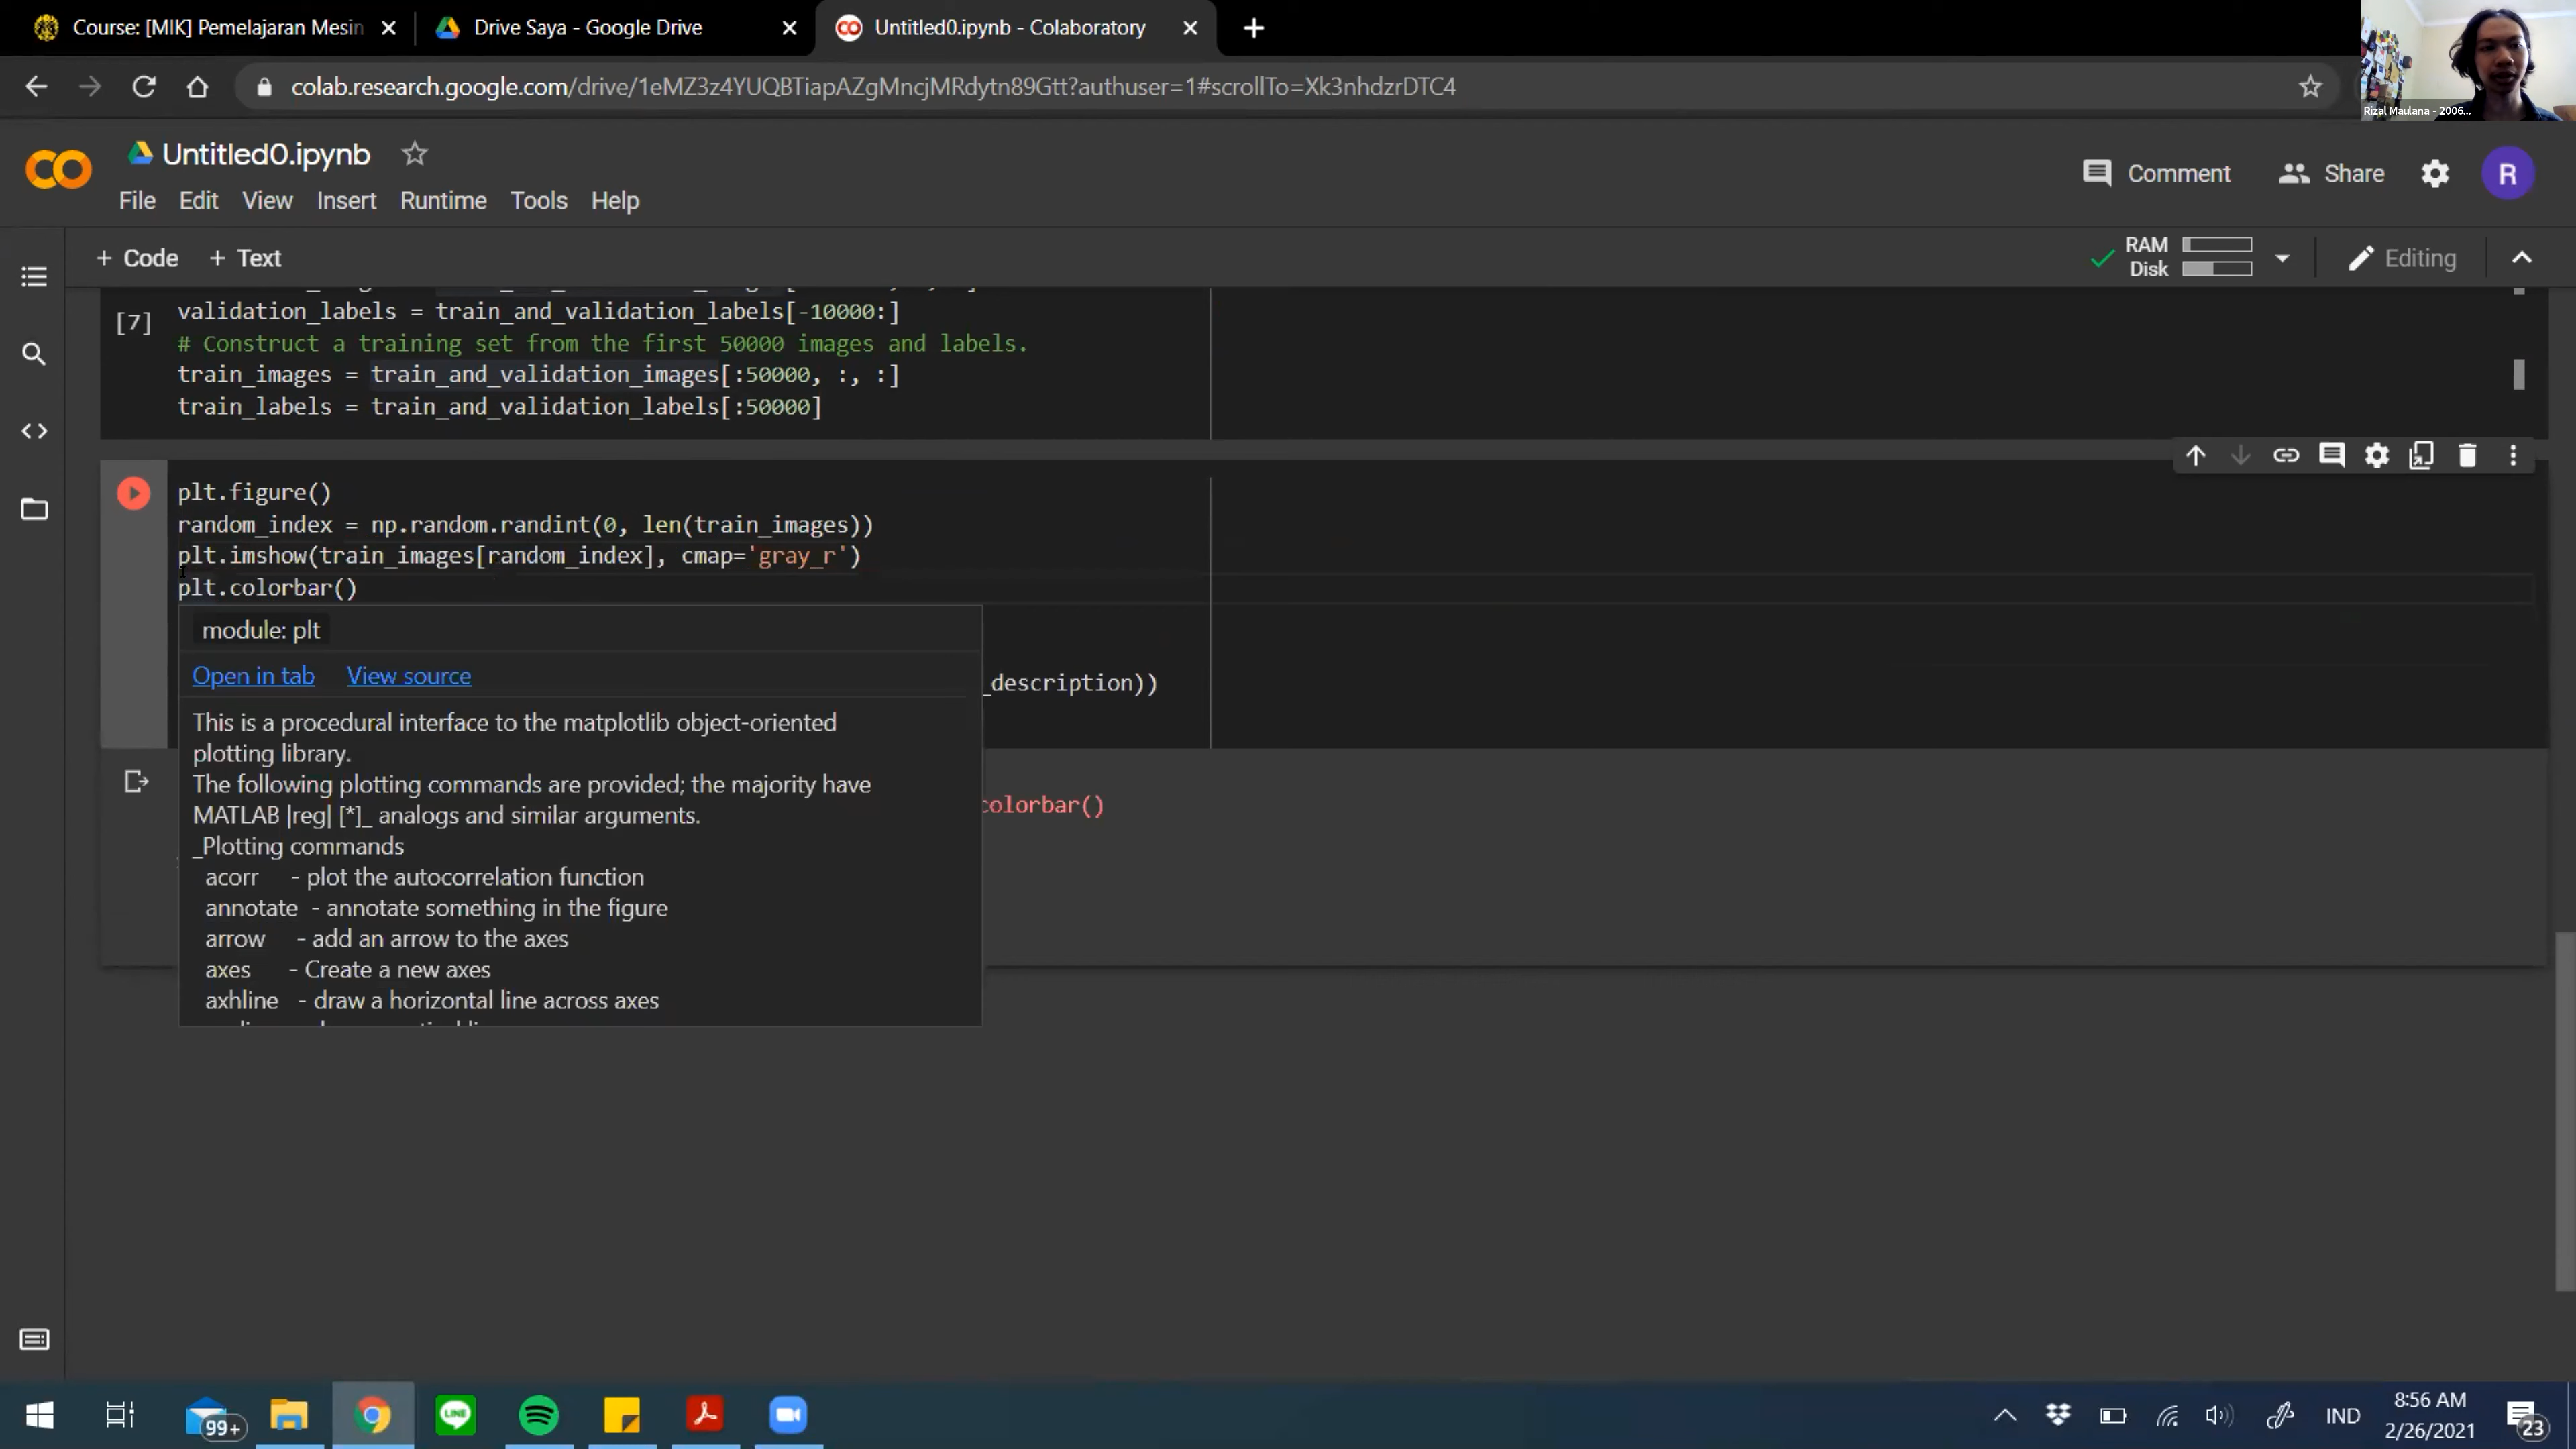 Course: [MIK] Pemelajaran Mesin
Drive Saya - Google Drive
Untitled0.ipynb - Colaboratory
colab.research.google.com/drive/1eMZ3z4YUQBTiapAZgMncjMRdytn89Gtt?authuser=1#scrollTo=Xk3nhdzrDTC4
Rizal Maulana - 2006...
Untitled0.ipynb
Comment
Share
R
File Edit View Insert Runtime Tools Help
+ Code + Text
RAM
Disk
Editing
[7]
validation_labels = train_and_validation_labels[-10000:]
# Construct a training set from the first 50000 images and labels.
train_images = train_and_validation_images[:50000, :, :]
train_labels = train_and_validation_labels[:50000]
plt.figure()
random_index = np.random.randint(0, len(train_images))
plt.imshow(train_images[random_index], cmap='gray_r')
plt.colorbar()
module: plt
Open in tab View source
_description))
This is a procedural interface to the matplotlib object-oriented
plotting library.
The following plotting commands are provided; the majority have
MATLAB |reg| [*]_ analogs and similar arguments.
colorbar()
_Plotting commands
acorr - plot the autocorrelation function
annotate - annotate something in the figure
arrow - add an arrow to the axes
axes - Create a new axes
axhline - draw a horizontal line across axes
99+
LINE
IND
8:56 AM
2/26/2021
23